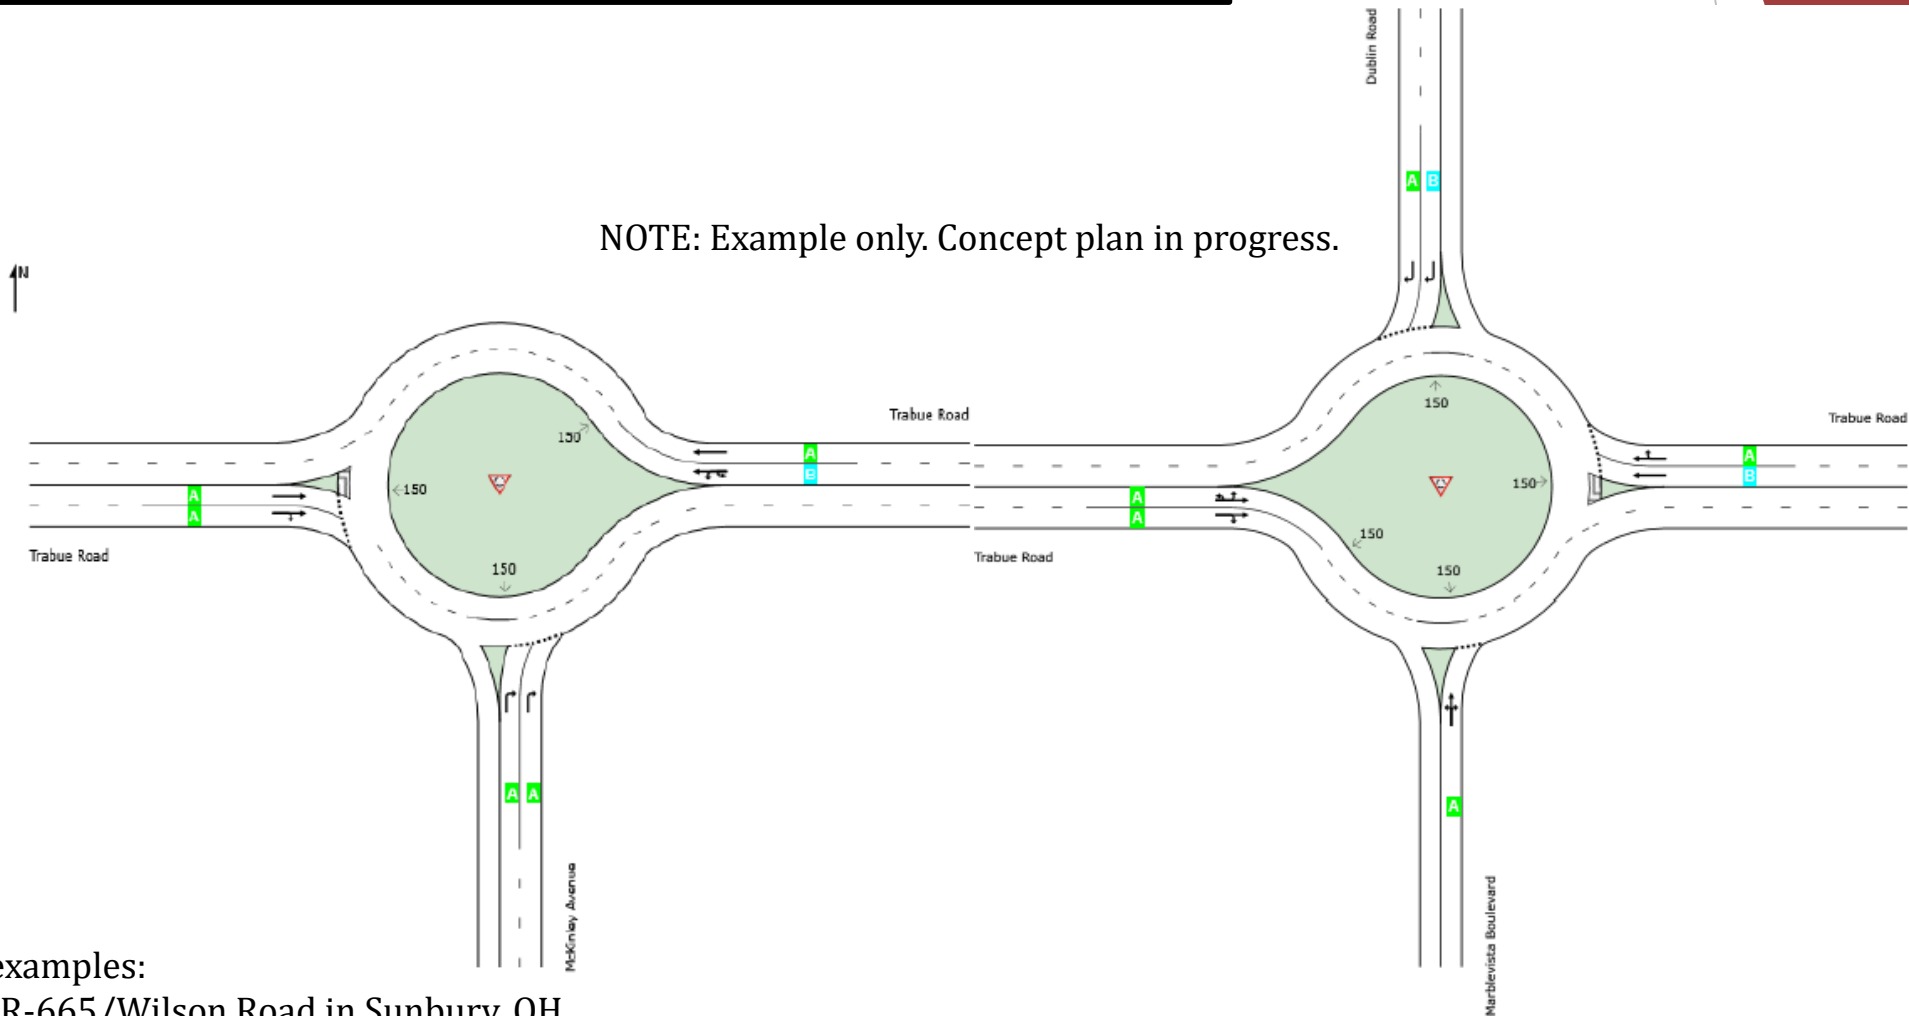 Dublin Road
A B
NOTE: Example only. Concept plan in progress.
N
150
150
Trabue Road
Trabue Road
A
B
A
B
150
150
A
A
A
A
150
150
Trabue Road
Trabue Road
150
150
A A
A
McKinley Avenue
Marblevista Boulevard
examples:
R-665/Wilson Road in Sunbury, OH